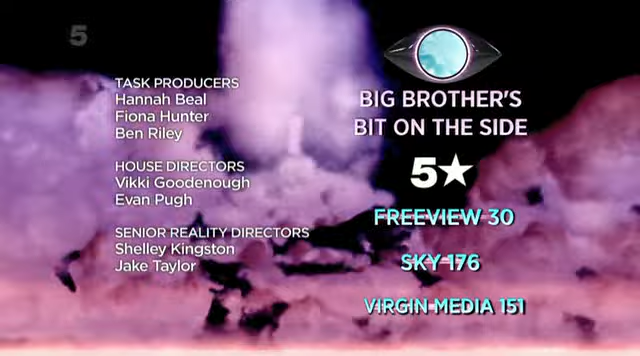 5
TASK PRODUCERS
Hannah Beal
Fiona Hunter
Ben Riley
HOUSE DIRECTORS
Vikki Goodenough
Evan Pugh
SENIOR REALITY DIRECTORS
Shelley Kingston
Jake Taylor
BIG BROTHER'S
BIT ON THE SIDE
5★
FREEVIEW 30
SKY 176
VIRGIN MEDIA 151